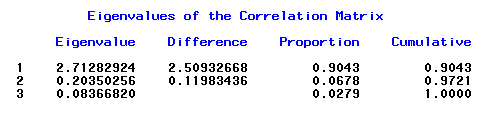 Eigenvalues of the Correlation Matrix
Eigenvalue Difference Proportion Cumulative
1 2.71282924 2.50932668 0.9043 0.9043
2 0.20350256 0.11983436 0.0678 0.9721
3 0.08366820 0.0279 1.0000